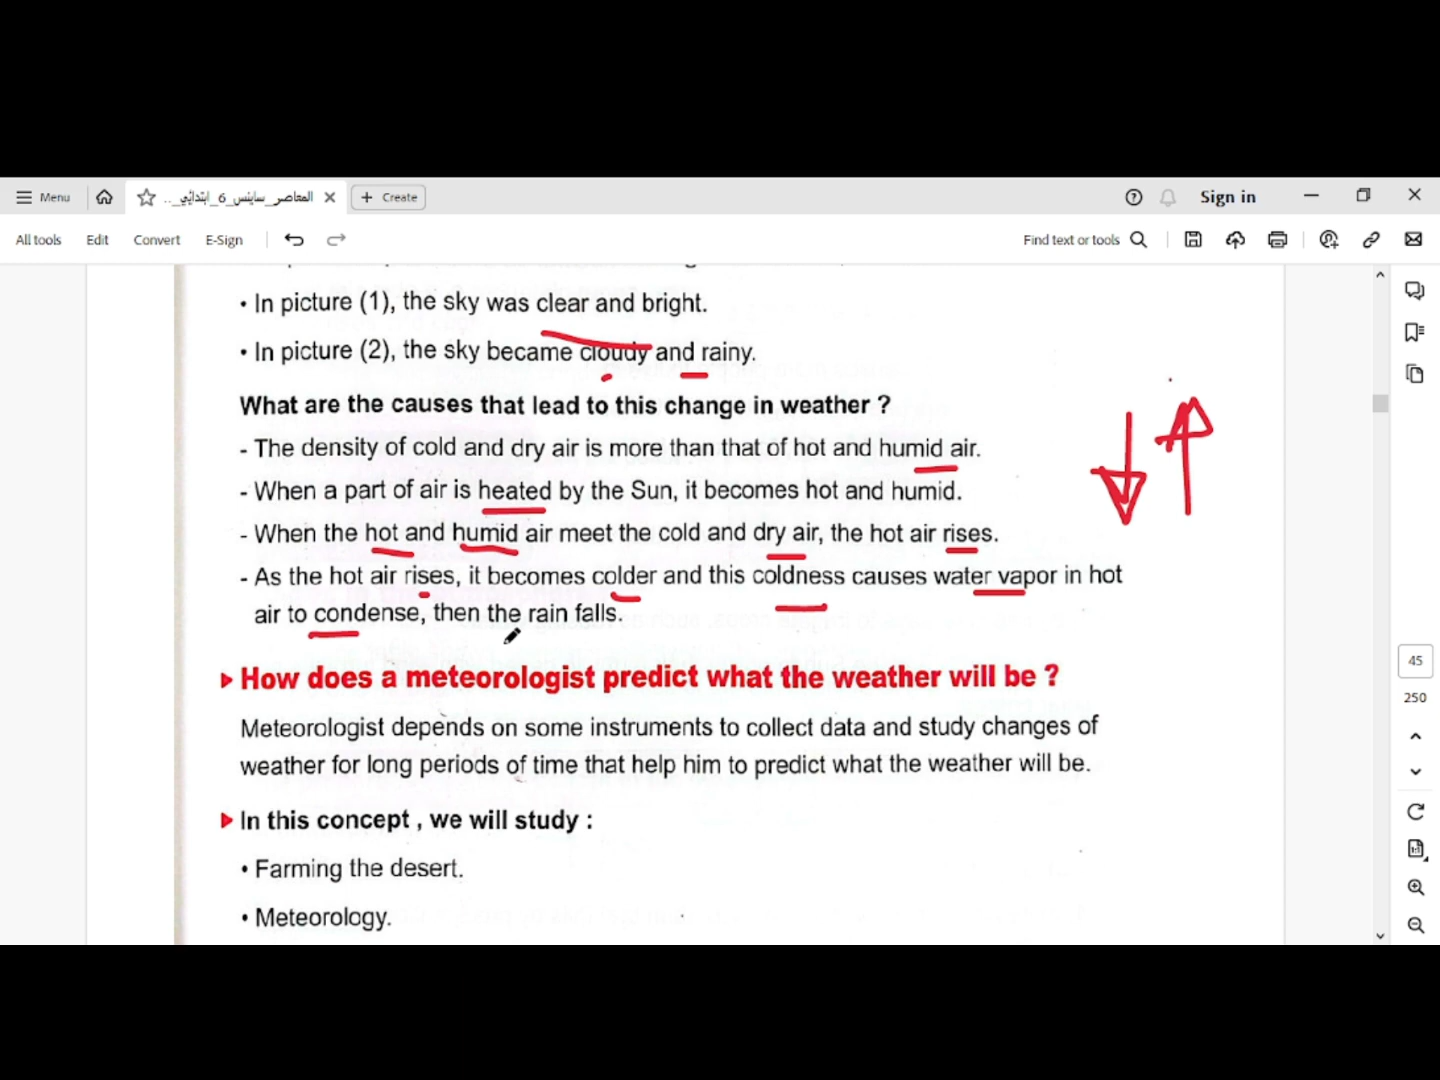 Menu
المعاصر_ساينس_6_ابتدائي_..
Create
Sign in
All tools
Edit
Convert
E-Sign
Find text or tools
• In picture (1), the sky was clear and bright.
• In picture (2), the sky became cloudy and rainy.
What are the causes that lead to this change in weather ?
- The density of cold and dry air is more than that of hot and humid air.
- When a part of air is heated by the Sun, it becomes hot and humid.
- When the hot and humid air meet the cold and dry air, the hot air rises.
- As the hot air rises, it becomes colder and this coldness causes water vapor in hot
air to condense, then the rain falls.
How does a meteorologist predict what the weather will be ?
Meteorologist depends on some instruments to collect data and study changes of
weather for long periods of time that help him to predict what the weather will be.
In this concept , we will study :
• Farming the desert.
• Meteorology.
45
250